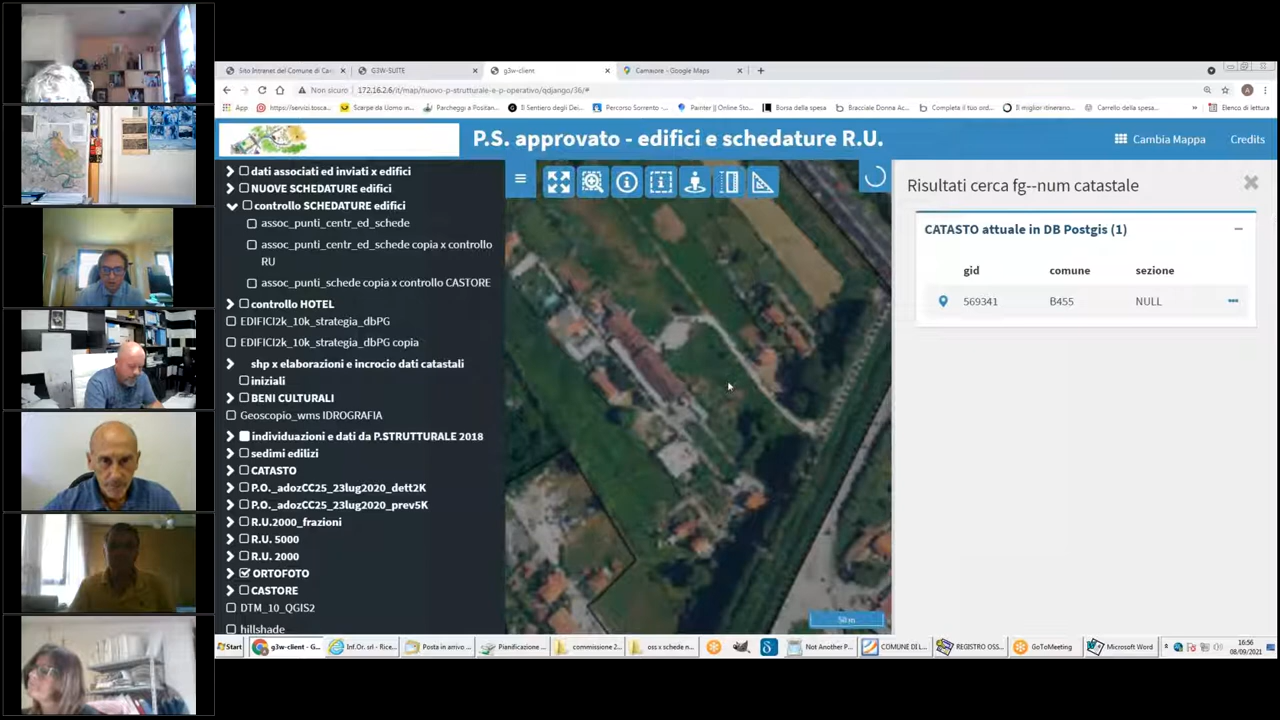 Sito Intranet del Comune di Ca
G3W-SUITE
g3w-client
Camaiore - Google Maps
Non sicuro
172.16.2.6/it/map/nuovo-p-strutturale-e-p-operativo/qdjango/36/#
App
https://servizi.tosca...
Scarpe da Uomo in...
Parcheggi a Positan...
Il Sentiero degli Dei...
Percorso Sorrento -...
Painter || Online Sto...
Borsa della spesa
Bracciale Donna Ac...
Completa il tuo ord...
Il miglior itinerario...
Carrello della spesa...
Elenco di lettura
P.S. approvato - edifici e schedature R.U.
Cambia Mappa
Credits
dati associati ed inviati x edifici
NUOVE SCHEDATURE edifici
controllo SCHEDATURE edifici
assoc_punti_centr_ed_schede
assoc_punti_centr_ed_schede copia x controllo
RU
assoc_punti_schede copia x controllo CASTORE
controllo HOTEL
EDIFICI2k_10k_strategia_dbPG
EDIFICI2k_10k_strategia_dbPG copia
shp x elaborazioni e incrocio dati catastali
iniziali
BENI CULTURALI
Geoscopio_wms IDROGRAFIA
individuazioni e dati da P.STRUTTURALE 2018
sedimi edilizi
CATASTO
P.O._adozCC25_23lug2020_dett2K
P.O._adozCC25_23lug2020_prev5K
R.U.2000_frazioni
R.U. 5000
R.U. 2000
ORTOFOTO
CASTORE
DTM_10_QGIS2
hillshade
50 m
Risultati cerca fg--num catastale
CATASTO attuale in DB Postgis (1)
gid comune sezione
569341 B455 NULL
Start
g3w-client - G...
Inf.Or. srl - Rice...
Posta in arrivo ...
Pianificazione ...
commissione 2...
oss x schede n...
Not Another P...
COMUNE DI L...
REGISTRO OSS...
GoToMeeting
Microsoft Word
16:56
08/09/2021